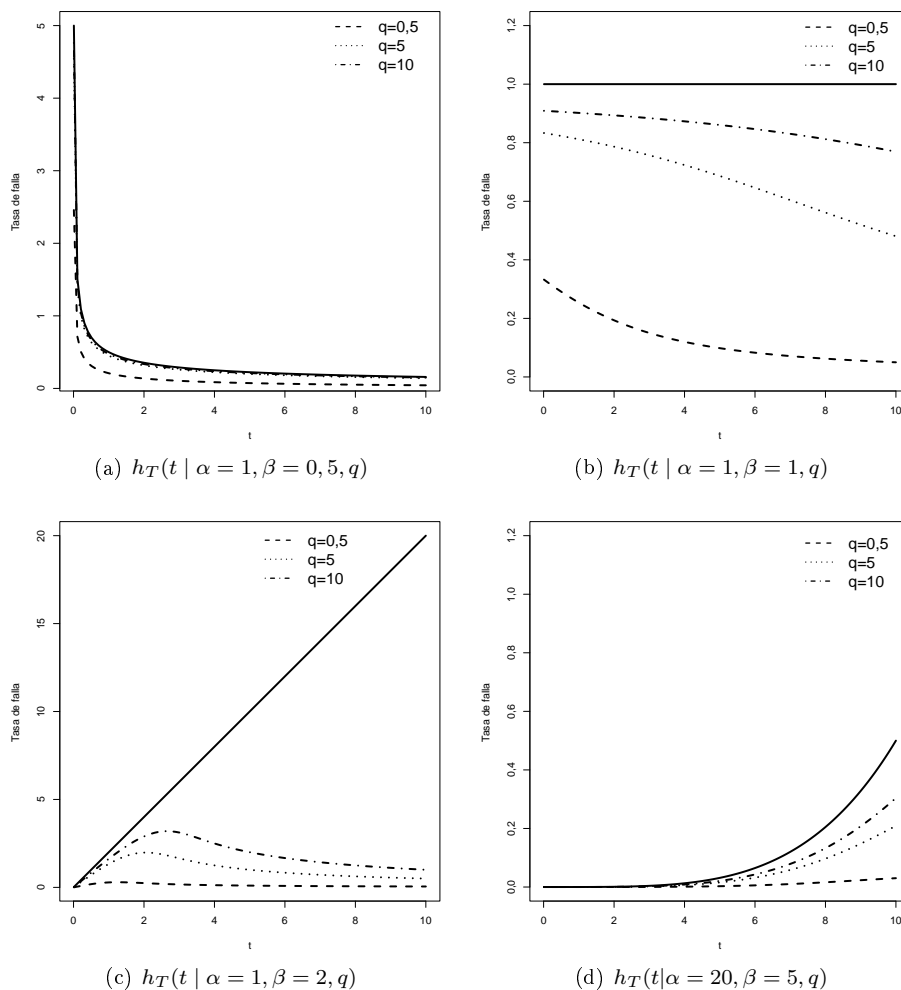 q=0,5
q=5
q=10
Tasa de falla
0 1 2 3 4 5
0 2 4 6 8 10
t
(a) h_T(t | α = 1, β = 0, 5, q)
q=0,5
q=5
q=10
Tasa de falla
0,0 0,2 0,4 0,6 0,8 1,0 1,2
0 2 4 6 8 10
t
(b) h_T(t | α = 1, β = 1, q)
q=0,5
q=5
q=10
Tasa de falla
0 5 10 15 20
0 2 4 6 8 10
t
(c) h_T(t | α = 1, β = 2, q)
q=0,5
q=5
q=10
Tasa de falla
0,0 0,2 0,4 0,6 0,8 1,0 1,2
0 2 4 6 8 10
t
(d) h_T(t|α = 20, β = 5, q)